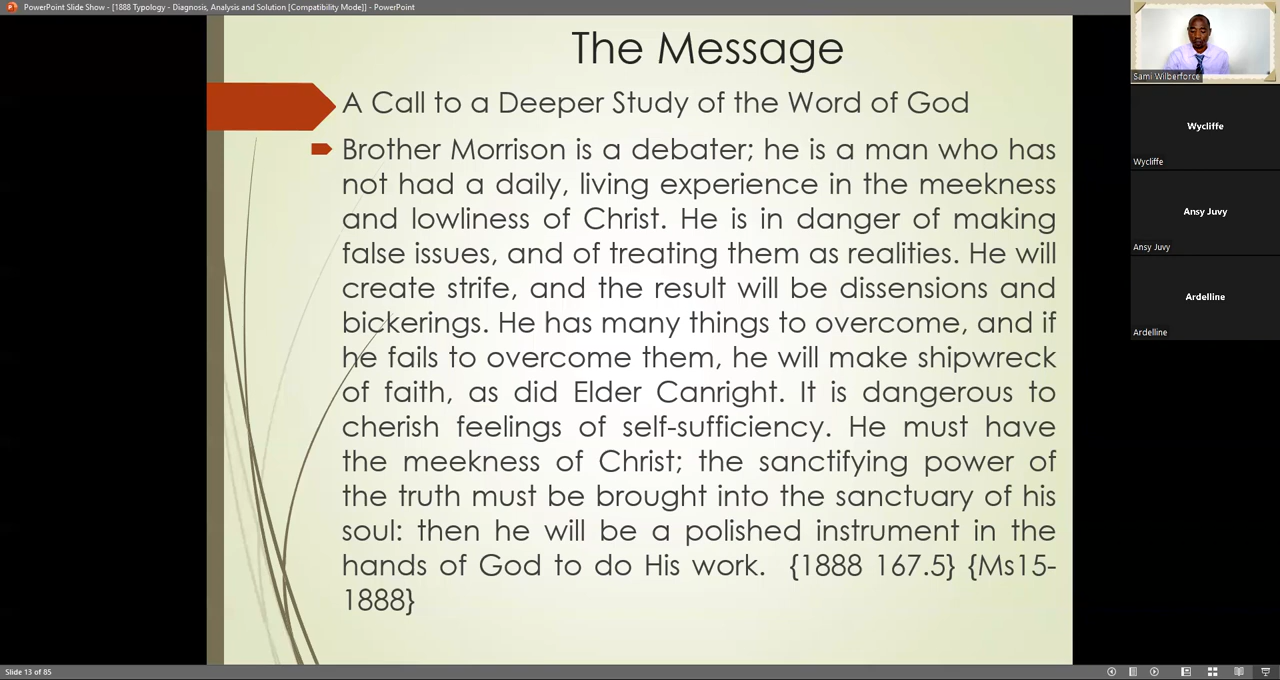 PowerPoint Slide Show - [1888 Typology - Diagnosis, Analysis and Solution [Compatibility Mode]] - PowerPoint
The Message
A Call to a Deeper Study of the Word of God
Brother Morrison is a debater; he is a man who has
not had a daily, living experience in the meekness
and lowliness of Christ. He is in danger of making
false issues, and of treating them as realities. He will
create strife, and the result will be dissensions and
bickerings. He has many things to overcome, and if
he fails to overcome them, he will make shipwreck
of faith, as did Elder Canright. It is dangerous to
cherish feelings of self-sufficiency. He must have
the meekness of Christ; the sanctifying power of
the truth must be brought into the sanctuary of his
soul: then he will be a polished instrument in the
hands of God to do His work. {1888 167.5} {Ms15-
1888}
Sami Wilberforce
Wycliffe
Wycliffe
Ansy Juvy
Ansy Juvy
Ardelline
Ardelline
Slide 13 of 85